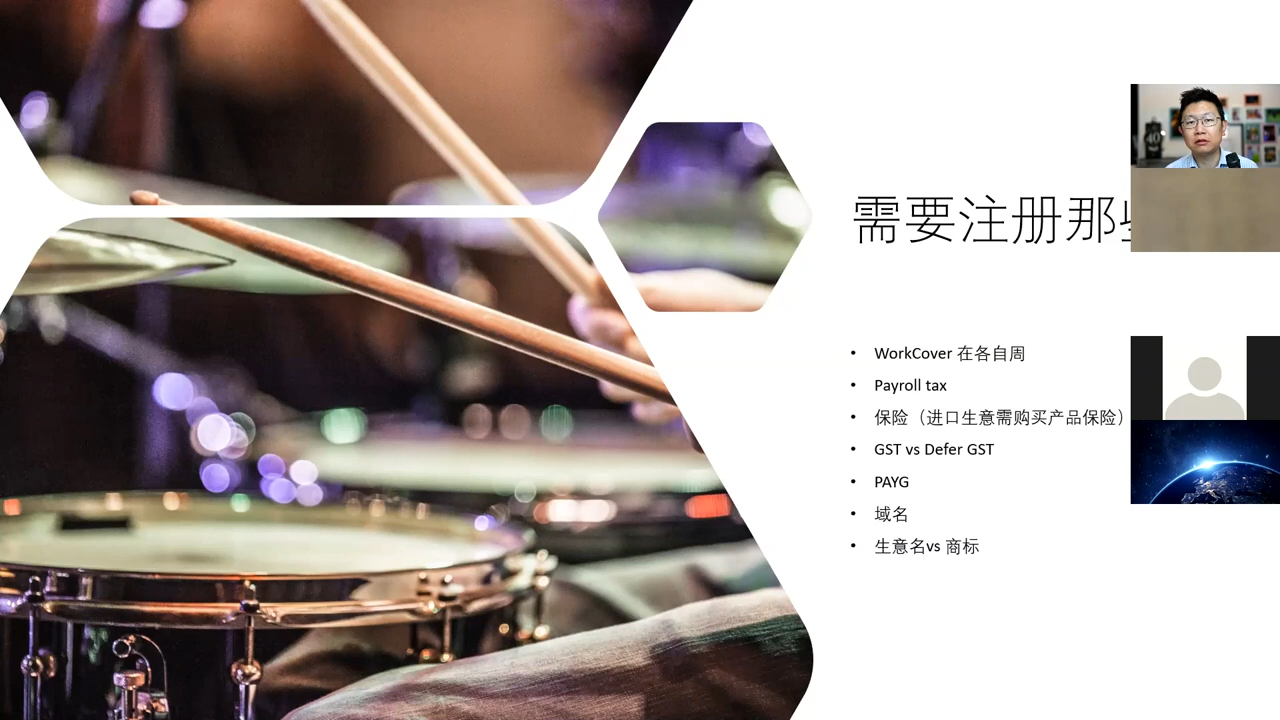 需要注册那
WorkCover 在各自周
Payroll tax
保险（进口生意需购买产品保险）
GST vs Defer GST
PAYG
域名
生意名vs 商标